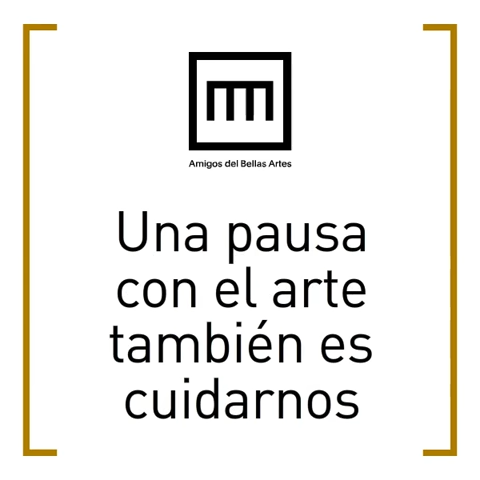 Amigos del Bellas Artes
Una pausa
con el arte
también es
cuidarnos